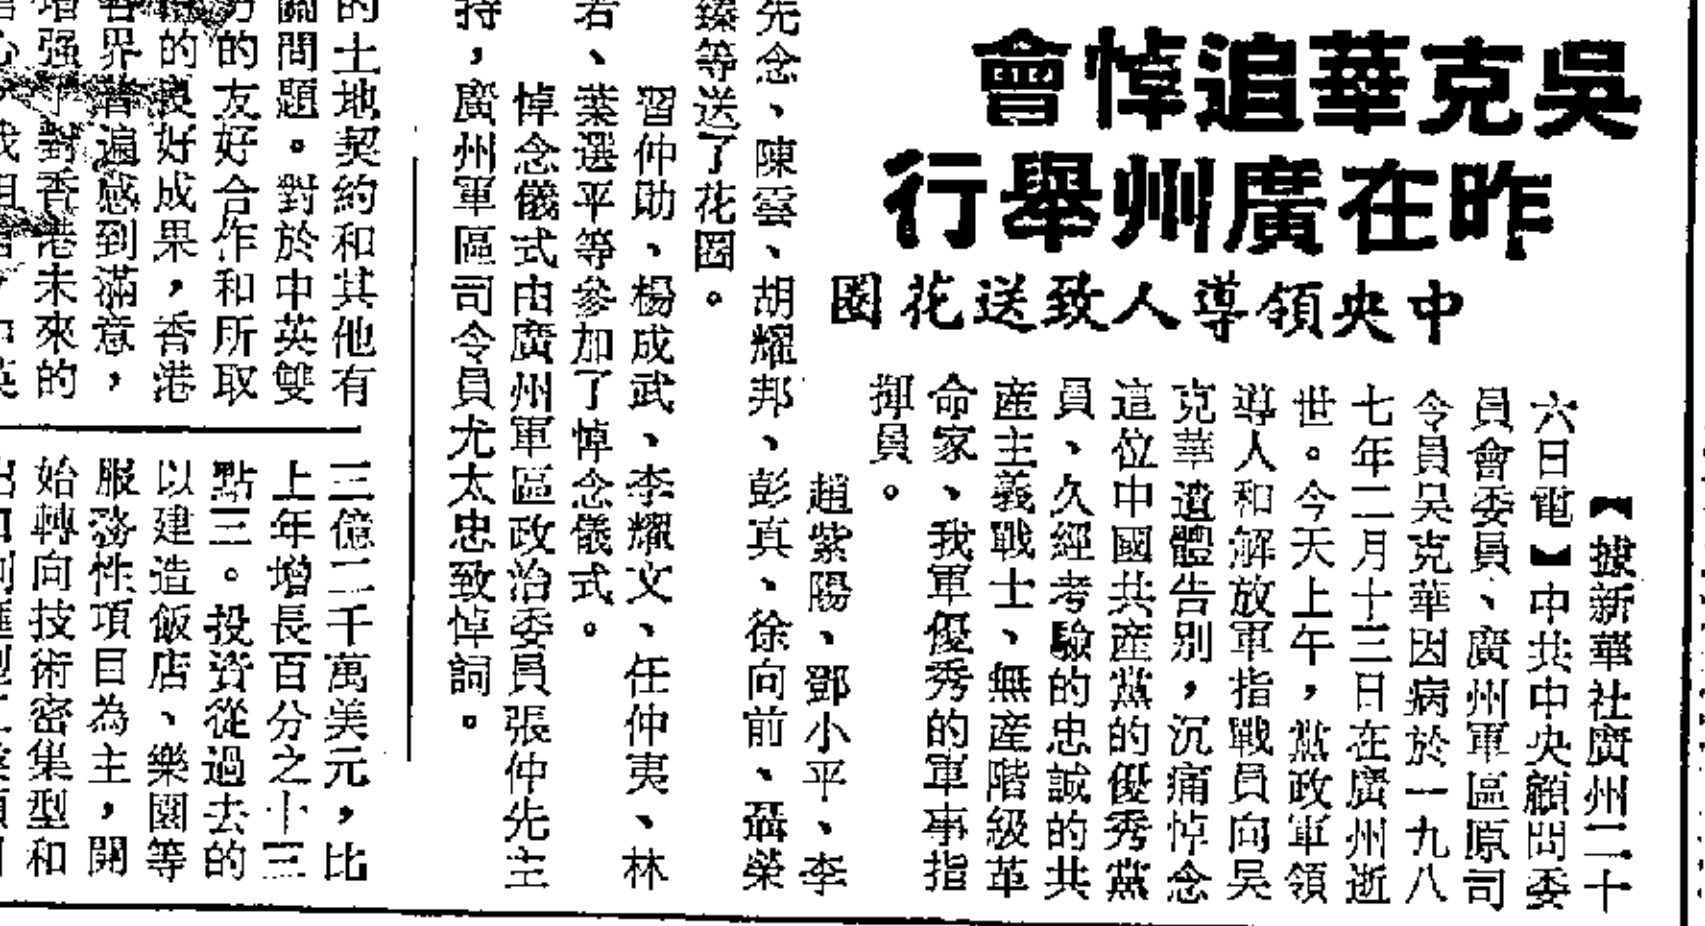 吳克華追悼會
昨在廣州舉行
中央領導人致送花圈
【據新華社廣州二十
六日電】中共中央顧問委
員會委員、廣州軍區原司
令員吳克華因病於一九八
七年二月十三日在廣州逝
世。今天上午，黨政軍領
導人和解放軍指戰員向吳
克華遺體告別，沉痛悼念
這位中國共産黨的優秀黨
員、久經考驗的忠誠的共
産主義戰士、無産階級革
命家、我軍優秀的軍事指
揮員。
趙紫陽、鄧小平、李
先念、陳雲、胡耀邦、彭真、徐向前、聶榮
臻等送了花圈。
習仲勛、楊成武、李耀文、任仲夷、林
若、葉選平等參加了悼念儀式。
悼念儀式由廣州軍區政治委員張仲先主
持，廣州軍區司令員尤太忠致悼詞。
的土地契約和其他有
關問題。對於中英雙
的友好合作和所取
的良好成果，香港
各界普遍感到滿意，
增强了對香港未來的
三億二千萬美元，比
上年增長百分之十三
點三。投資從過去的
以建造飯店、樂園等
服務性項目為主，開
始轉向技術密集型和